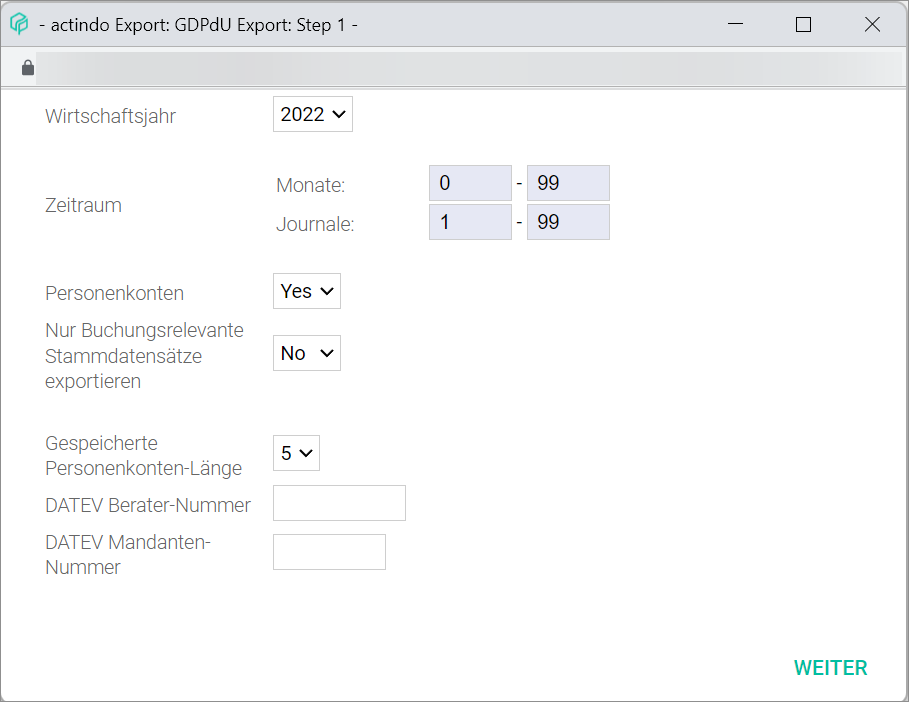 - actindo Export: GDPdU Export: Step 1 -
Wirtschaftsjahr 2022
Zeitraum
Monate: 0 - 99
Journale: 1 - 99
Personenkonten Yes
Nur Buchungsrelevante
Stammdatensätze No
exportieren
Gespeicherte
Personenkonten-Länge 5
DATEV Berater-Nummer
DATEV Mandanten-
Nummer
WEITER